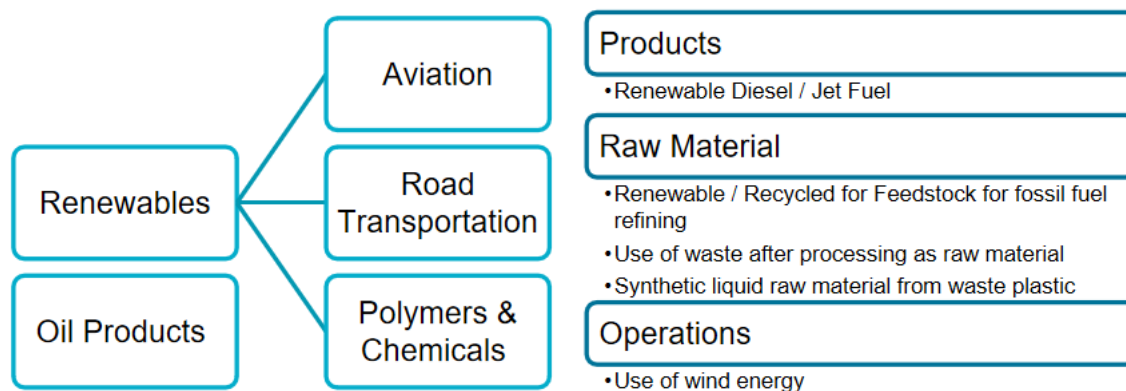 Renewables
Oil Products
Aviation
Road
Transportation
Polymers &
Chemicals
Products
•Renewable Diesel / Jet Fuel
Raw Material
•Renewable / Recycled for Feedstock for fossil fuel
refining
•Use of waste after processing as raw material
•Synthetic liquid raw material from waste plastic
Operations
•Use of wind energy